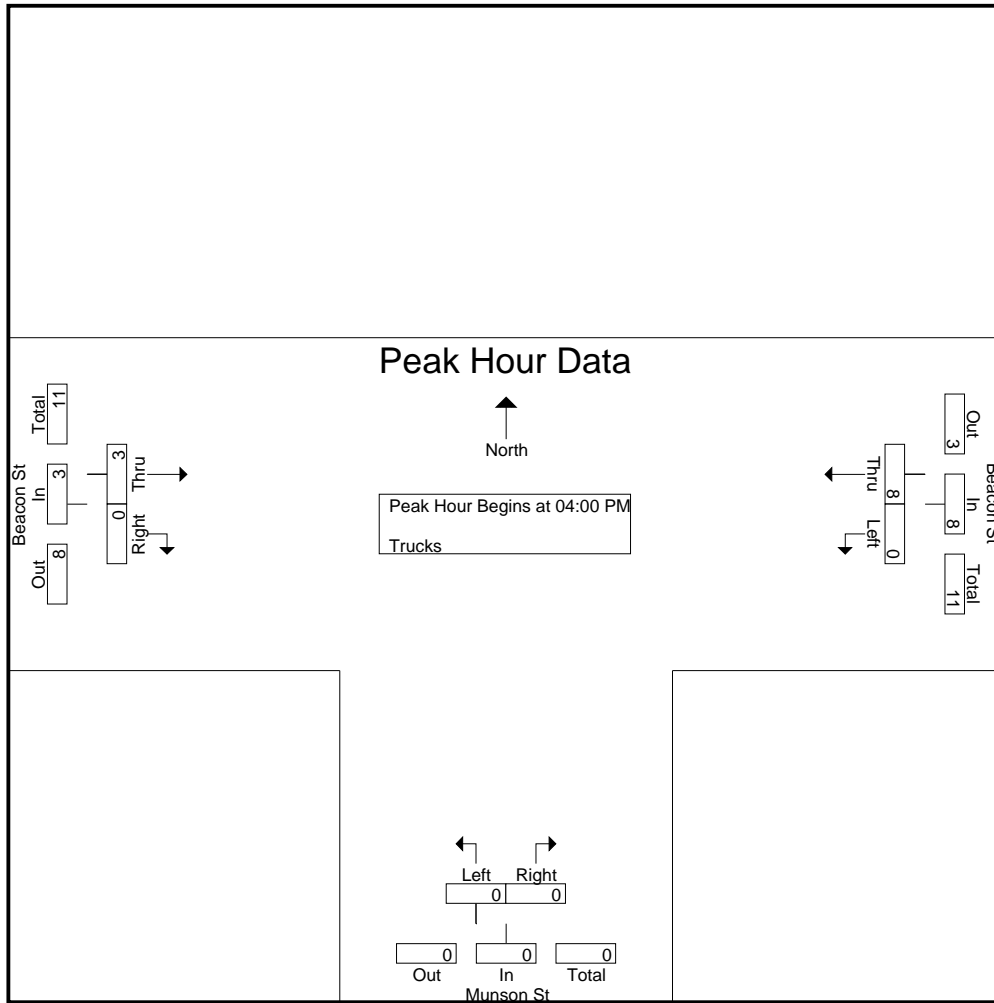 Peak Hour Data
North
Peak Hour Begins at 04:00 PM
Trucks
Beacon St
Total
11
In
3
Out
8
3
Thru
0
Right
Out
3
In
8
Total
11
Beacon St
Thru
8
Left
0
Left Right
0 0
0 0 0
Out In Total
Munson St